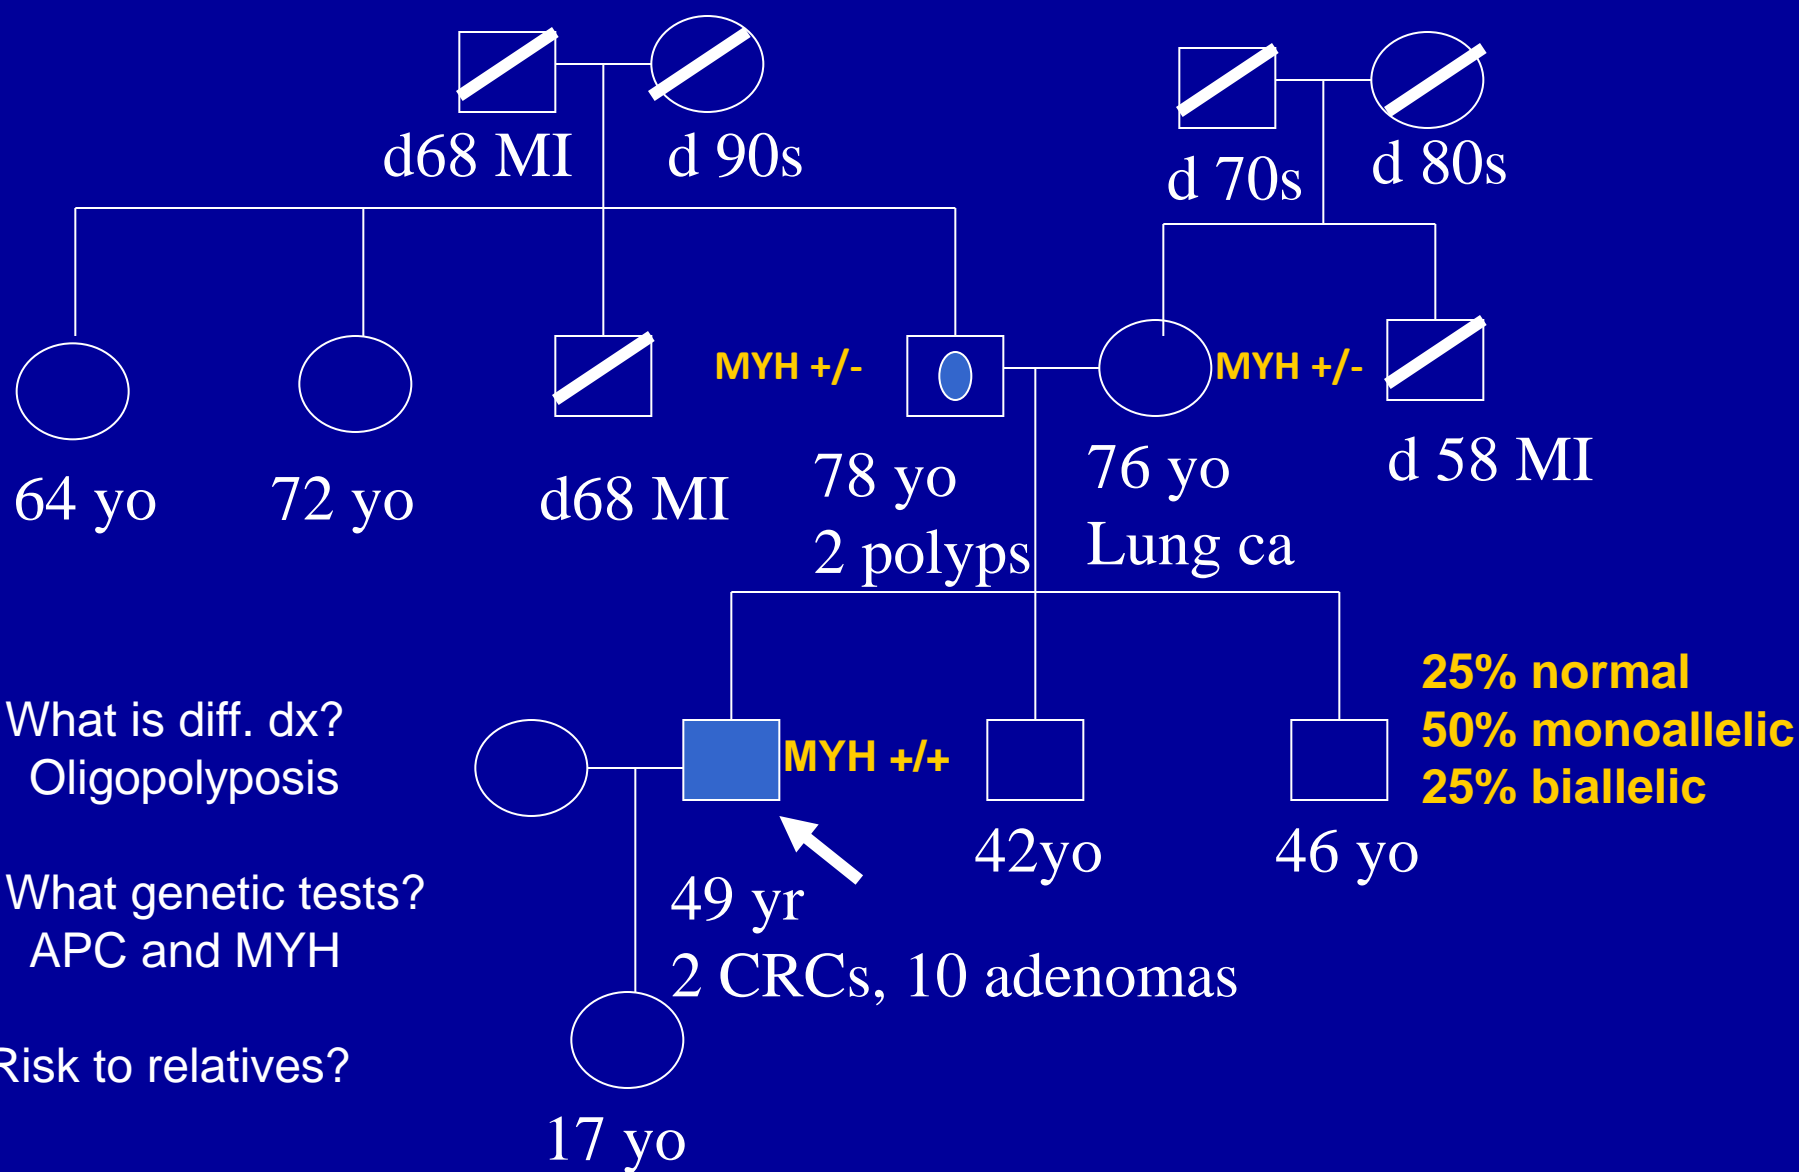 d68 MI
d 90s
d 70s
d 80s
MYH +/-
MYH +/-
64 yo
72 yo
d68 MI
78 yo
2 polyps
76 yo
Lung ca
d 58 MI
What is diff. dx?
Oligopolyposis
What genetic tests?
APC and MYH
Risk to relatives?
MYH +/+
49 yr
2 CRCs, 10 adenomas
42yo
46 yo
25% normal
50% monoallelic
25% biallelic
17 yo